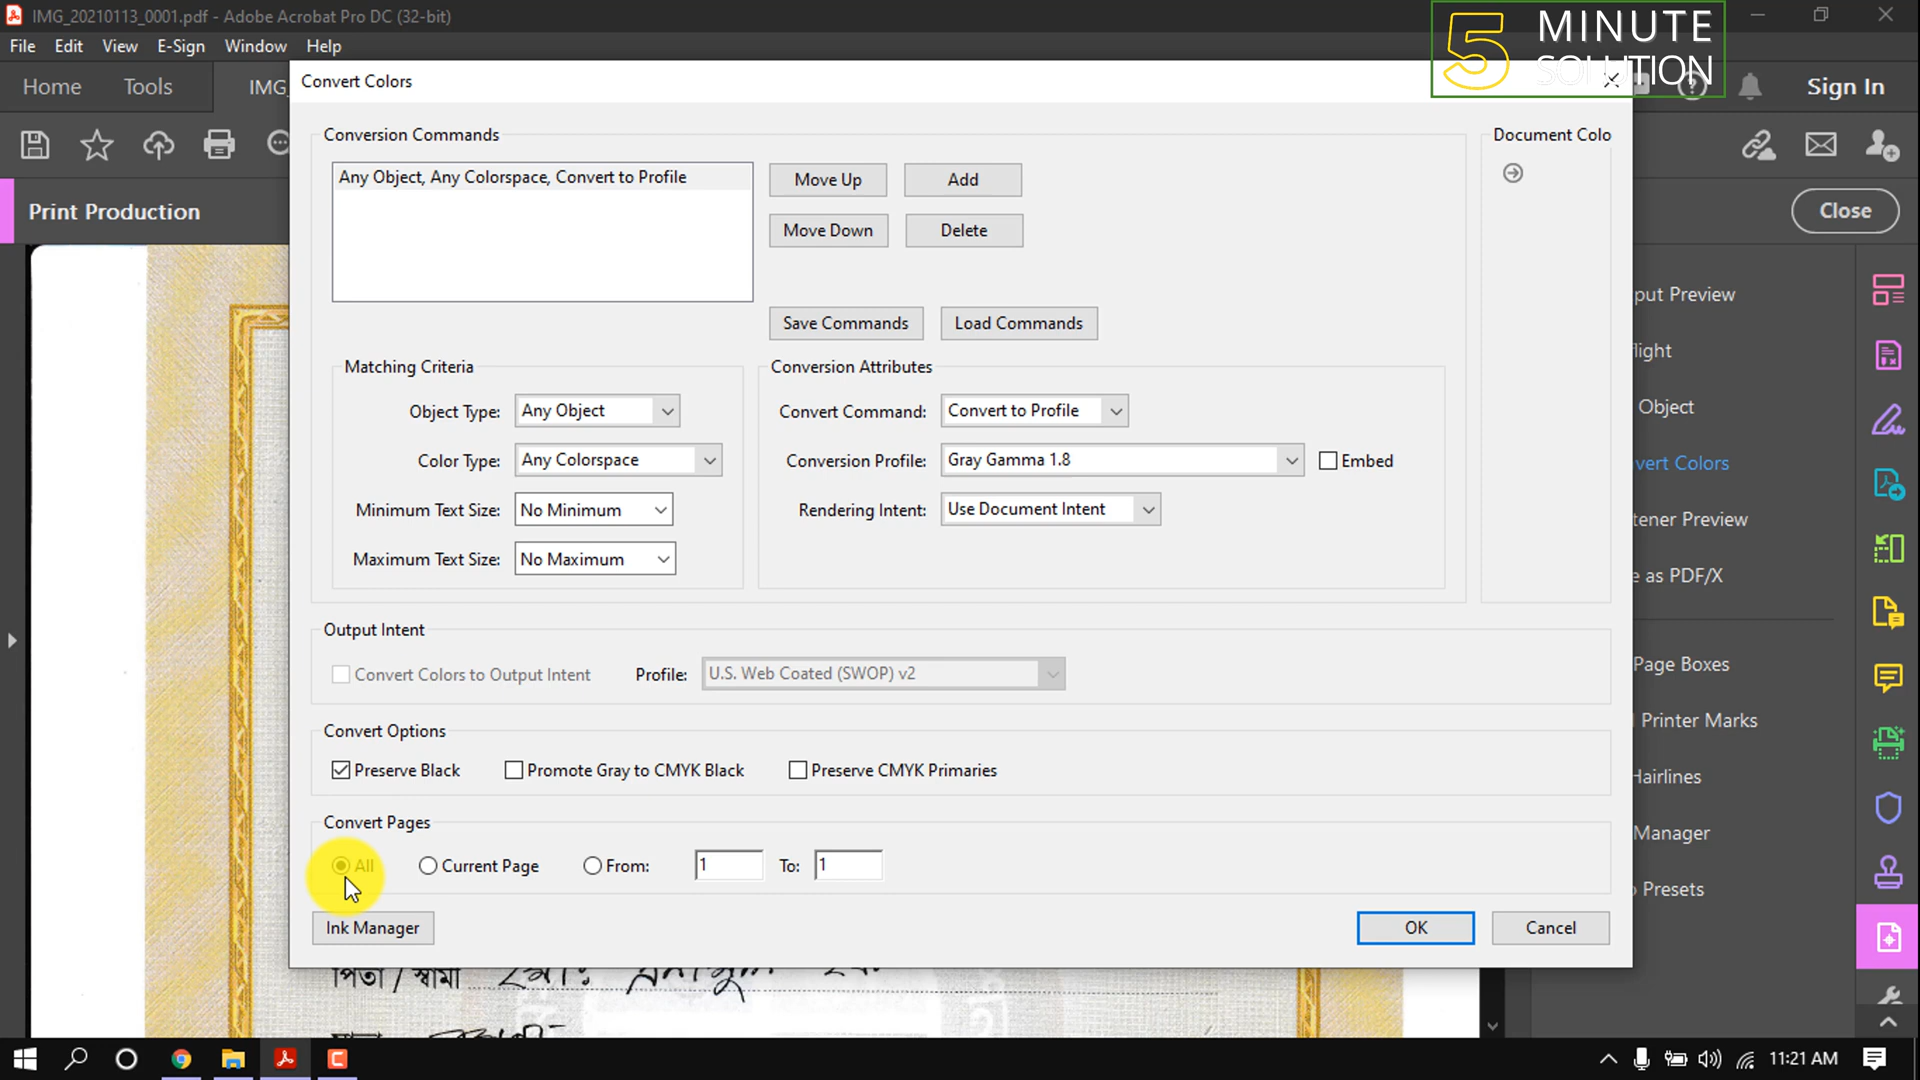 IMG_20210113_0001.pdf - Adobe Acrobat Pro DC (32-bit)
5 MINUTE SOLUTION
File Edit View E-Sign Window Help
Home Tools IMG_
Sign In
Convert Colors
Print Production
Close
Conversion Commands
Document Colo
Any Object, Any Colorspace, Convert to Profile
Move Up Add
Move Down Delete
Save Commands Load Commands
Matching Criteria
Object Type: Any Object
Color Type: Any Colorspace
Minimum Text Size: No Minimum
Maximum Text Size: No Maximum
Conversion Attributes
Convert Command: Convert to Profile
Conversion Profile: Gray Gamma 1.8 Embed
Rendering Intent: Use Document Intent
Output Intent
Convert Colors to Output Intent Profile: U.S. Web Coated (SWOP) v2
Convert Options
Preserve Black Promote Gray to CMYK Black Preserve CMYK Primaries
Convert Pages
All Current Page From: 1 To: 1
Ink Manager OK Cancel
put Preview
flight
Object
vert Colors
tener Preview
e as PDF/X
Page Boxes
Printer Marks
Hairlines
Manager
Presets
পিতা / স্বামী
11:21 AM